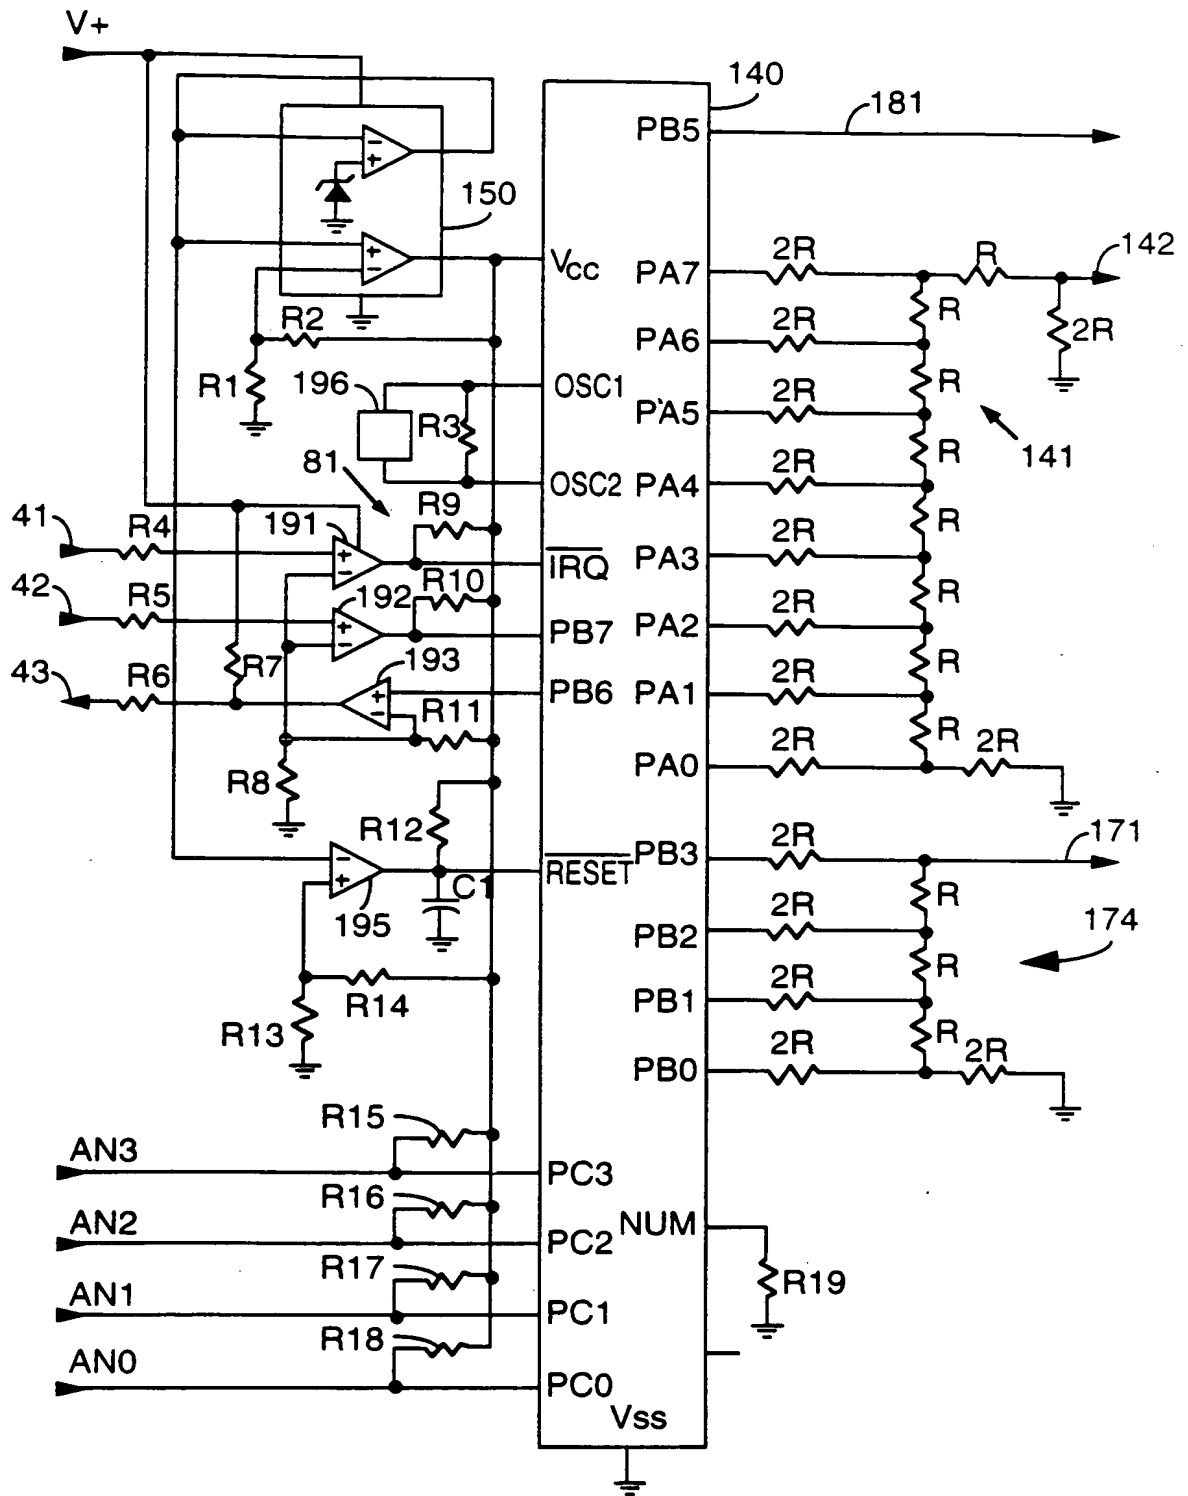 V+
140
PB5
181
150
VCC
PA7
2R
R
142
R
2R
R2
PA6
2R
R1
196
OSC1
R
R3
PA5
2R
141
81
OSC2
PA4
2R
R
41
R4
191
R9
R
IRQ
PA3
2R
42
R5
192
R10
R
PB7
PA2
2R
43
R6
R7
193
R
PB6
PA1
2R
R11
R
R8
PA0
2R
2R
R12
RESET
PB3
2R
171
C1
R
195
PB2
2R
174
R
R14
PB1
2R
R13
R
PB0
2R
2R
R15
AN3
PC3
R16
AN2
PC2
NUM
R17
R19
AN1
PC1
R18
AN0
PC0
Vss